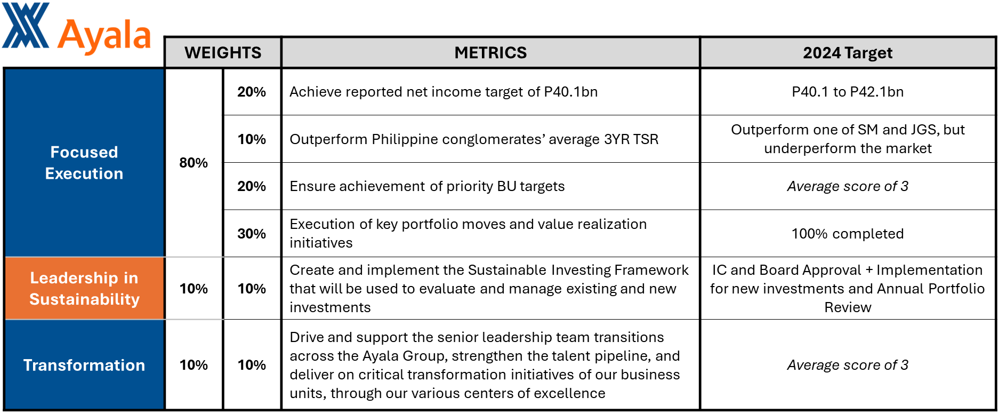 Ayala
WEIGHTS
METRICS
2024 Target
Focused
Execution
80%
20%
Achieve reported net income target of P40.1bn
P40.1 to P42.1bn
10%
Outperform Philippine conglomerates’ average 3YR TSR
Outperform one of SM and JGS, but
underperform the market
20%
Ensure achievement of priority BU targets
Average score of 3
30%
Execution of key portfolio moves and value realization
initiatives
100% completed
Leadership in
Sustainability
10%
10%
Create and implement the Sustainable Investing Framework
that will be used to evaluate and manage existing and new
investments
IC and Board Approval + Implementation
for new investments and Annual Portfolio
Review
Transformation
10%
10%
Drive and support the senior leadership team transitions
across the Ayala Group, strengthen the talent pipeline, and
deliver on critical transformation initiatives of our business
units, through our various centers of excellence
Average score of 3